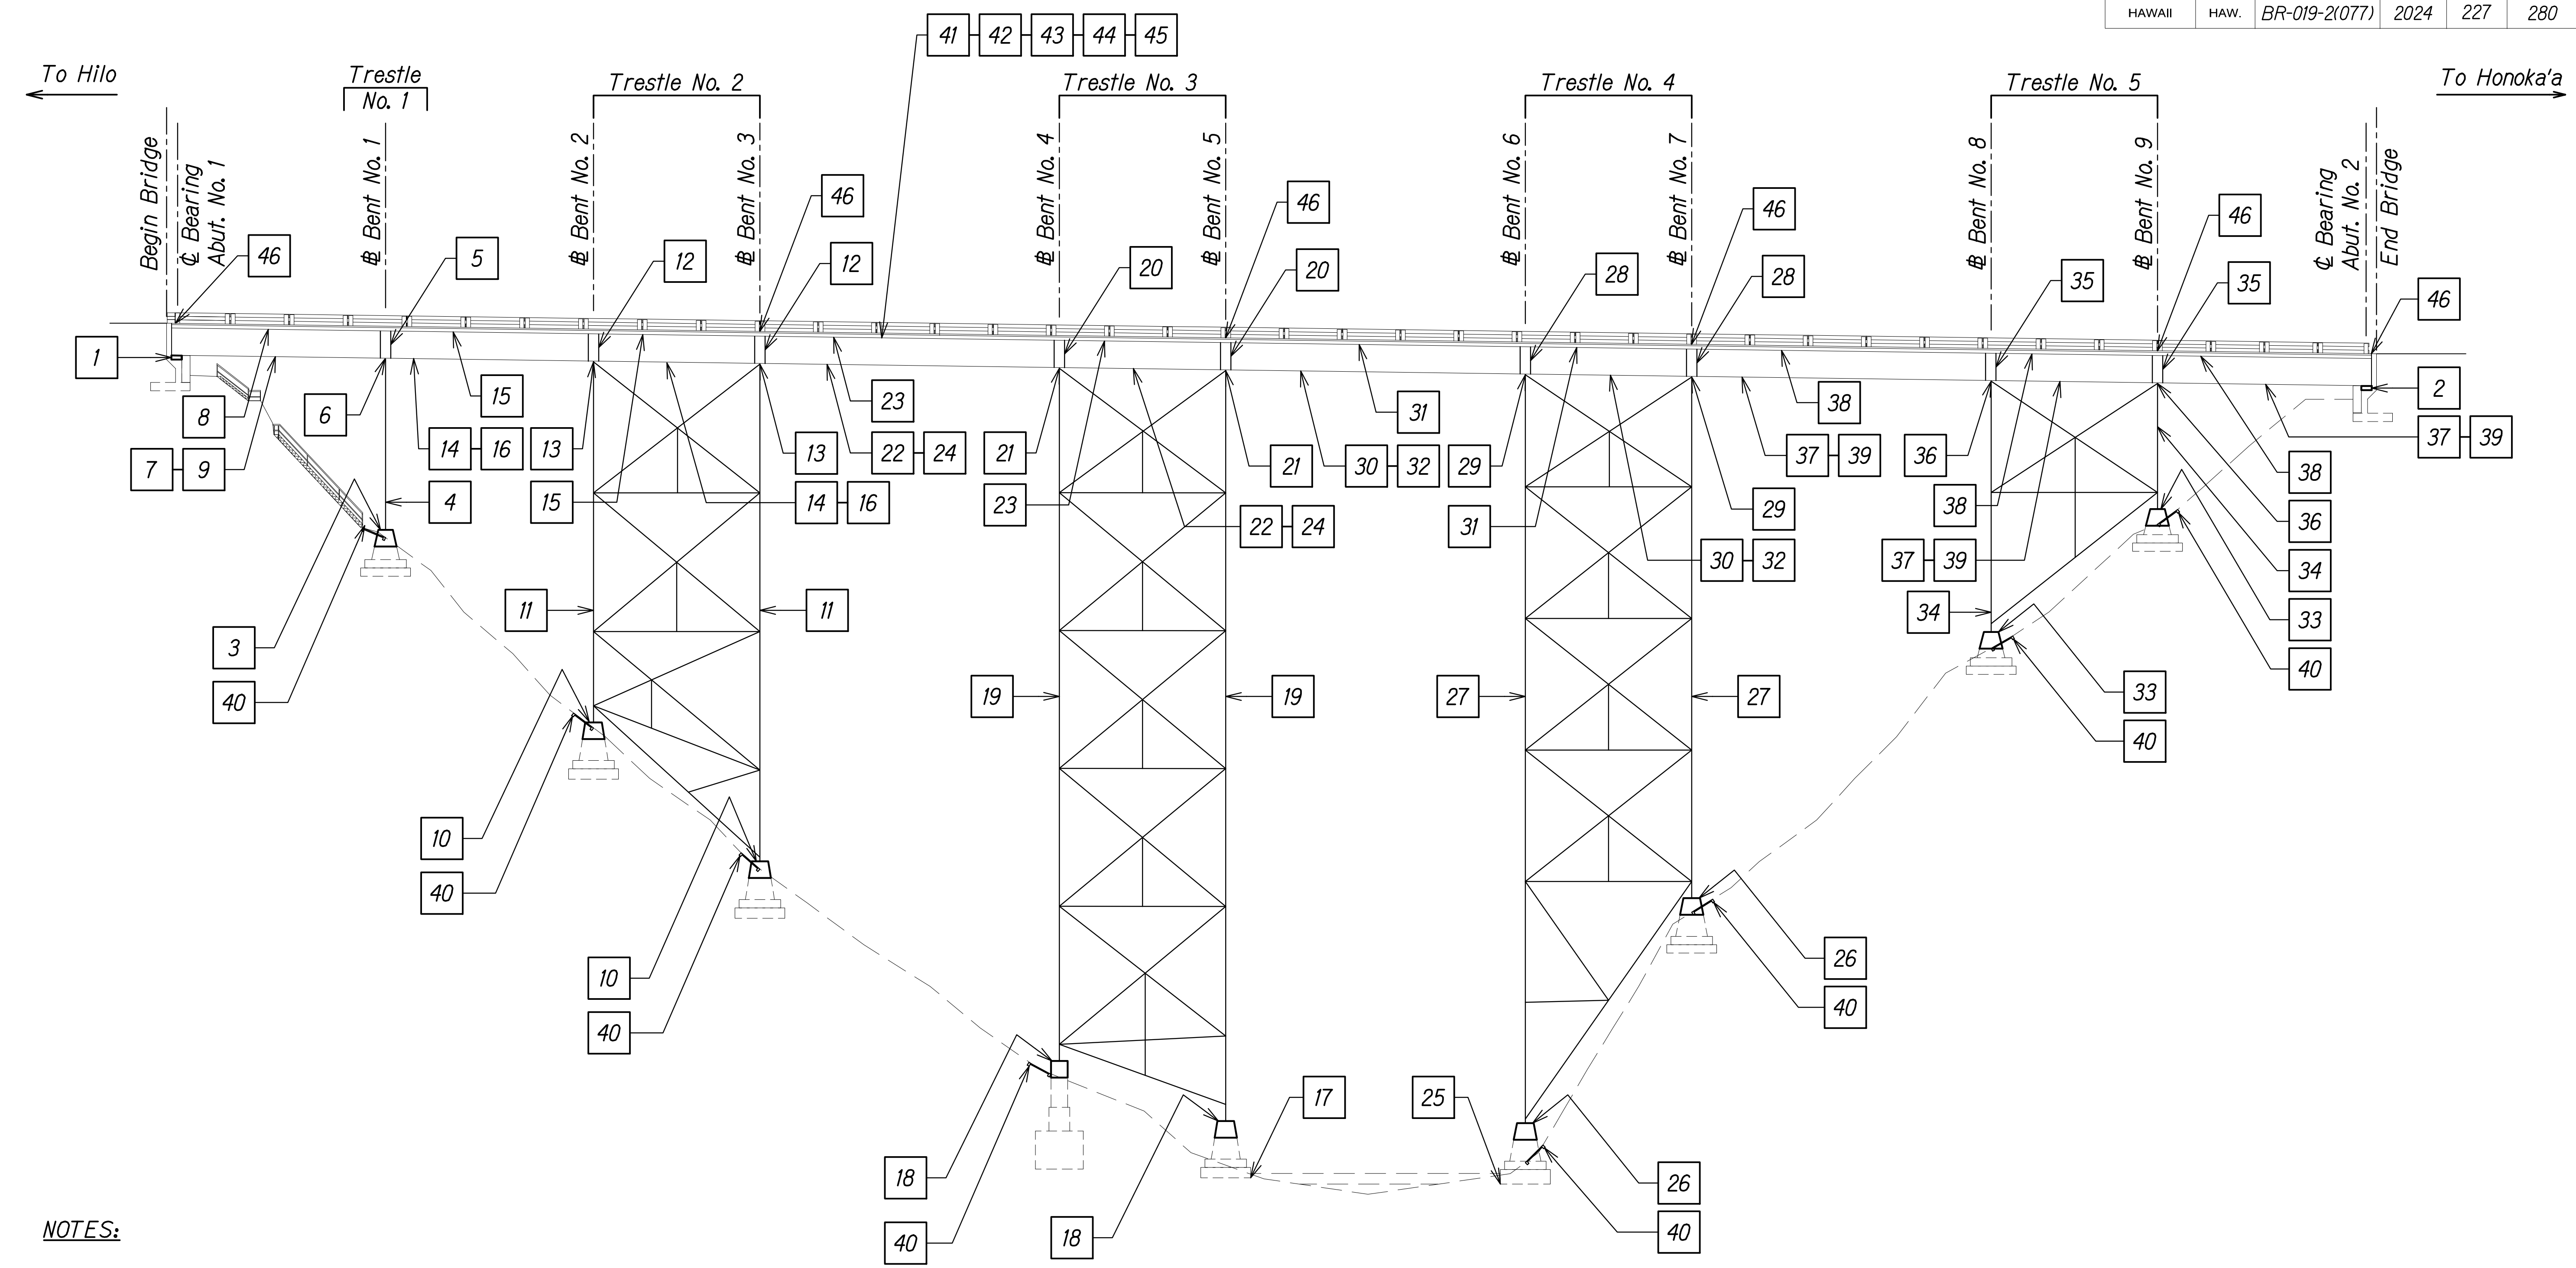 HAWAII HAW. BR-019-2(077) 2024 227 280
41 42 43 44 45
To Hilo
Trestle
No. 1
Trestle No. 2
Trestle No. 3
Trestle No. 4
Trestle No. 5
To Honoka'a
Begin Bridge
℄ Bearing
Abut. No. 1
℄ Bent No. 1
℄ Bent No. 2
℄ Bent No. 3
℄ Bent No. 4
℄ Bent No. 5
℄ Bent No. 6
℄ Bent No. 7
℄ Bent No. 8
℄ Bent No. 9
℄ Bearing
Abut. No. 2
End Bridge
46 5 12 46 12 20 46 20 28 46 28 35 46 35 46
1 2
8 6 15 23 31 38
14 16 13 13 22 24 21 21 30 32 29 37 39 36 37 39
7 9
38
4 15 14 16 23 22 24 31 29 38 36
30 32 37 39 34
11 11 34 33
3 40
40 19 19 27 27 33
40
10
40
10 26
40 40
17 25
18 26
40 18 40
NOTES: